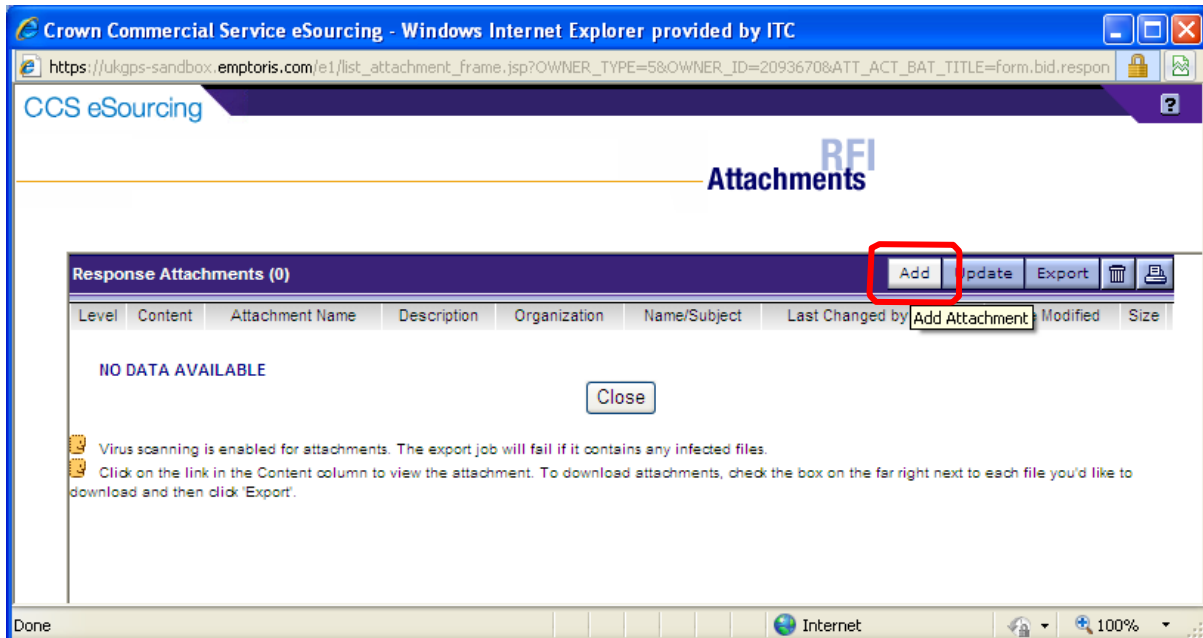 Crown Commercial Service eSourcing - Windows Internet Explorer provided by ITC
https://ukgps-sandbox.emptoris.com/e1/list_attachment_frame.jsp?OWNER_TYPE=5&OWNER_ID=2093670&ATT_ACT_BAT_TITLE=form.bid.respon
CCS eSourcing
?
RFI
Attachments
Response Attachments (0) Add Update Export
Level Content Attachment Name Description Organization Name/Subject Last Changed by Modified Size
Add Attachment
NO DATA AVAILABLE
Close
Virus scanning is enabled for attachments. The export job will fail if it contains any infected files.
Click on the link in the Content column to view the attachment. To download attachments, check the box on the far right next to each file you'd like to
download and then click 'Export'.
Done Internet 100%